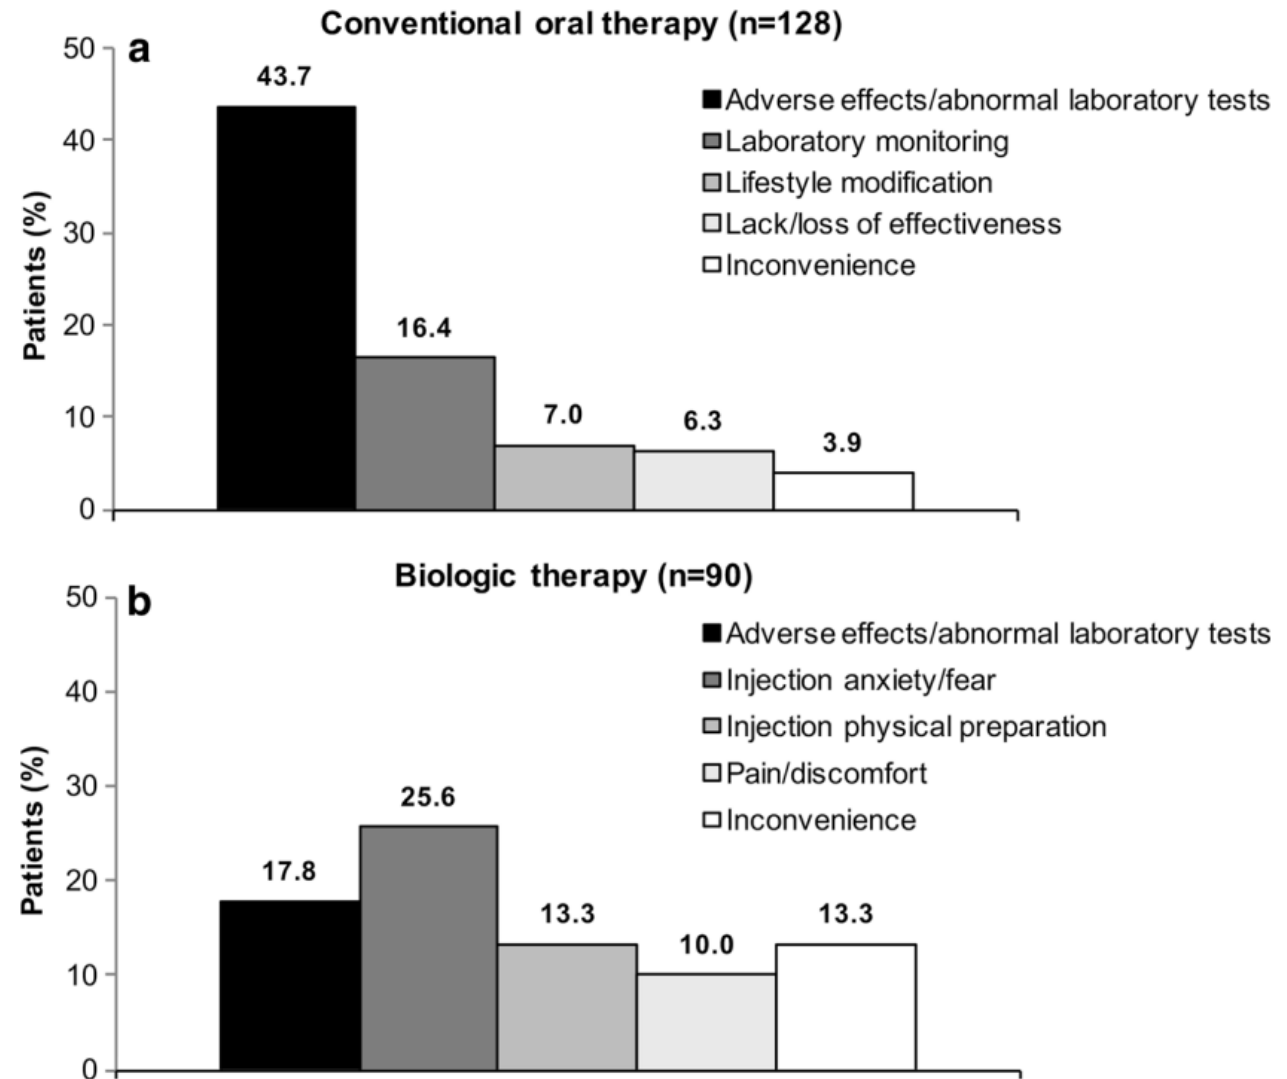 Conventional oral therapy (n=128)
a
50
40
30
20
10
0
Patients (%)
43.7
16.4
7.0
6.3
3.9
Adverse effects/abnormal laboratory tests
Laboratory monitoring
Lifestyle modification
Lack/loss of effectiveness
Inconvenience
Biologic therapy (n=90)
b
50
40
30
20
10
0
Patients (%)
17.8
25.6
13.3
10.0
13.3
Adverse effects/abnormal laboratory tests
Injection anxiety/fear
Injection physical preparation
Pain/discomfort
Inconvenience